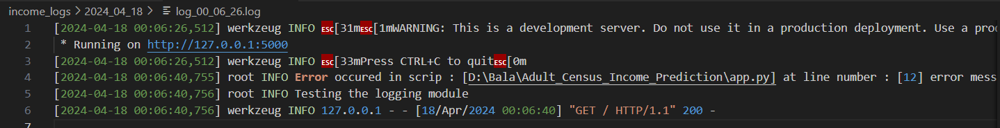 income_logs > 2024_04_18 > log_00_06_26.log
1 [2024-04-18 00:06:26,512] werkzeug INFO ESC[31mESC[1mWARNING: This is a development server. Do not use it in a production deployment. Use a
2 * Running on http://127.0.0.1:5000
3 [2024-04-18 00:06:26,512] werkzeug INFO ESC[33mPress CTRL+C to quitESC[0m
4 [2024-04-18 00:06:40,755] root INFO Error occured in scrip : [D:\Bala\Adult_Census_Income_Prediction\app.py] at line number : [12] error mess
5 [2024-04-18 00:06:40,756] root INFO Testing the logging module
6 [2024-04-18 00:06:40,756] werkzeug INFO 127.0.0.1 - - [18/Apr/2024 00:06:40] "GET / HTTP/1.1" 200 -
7